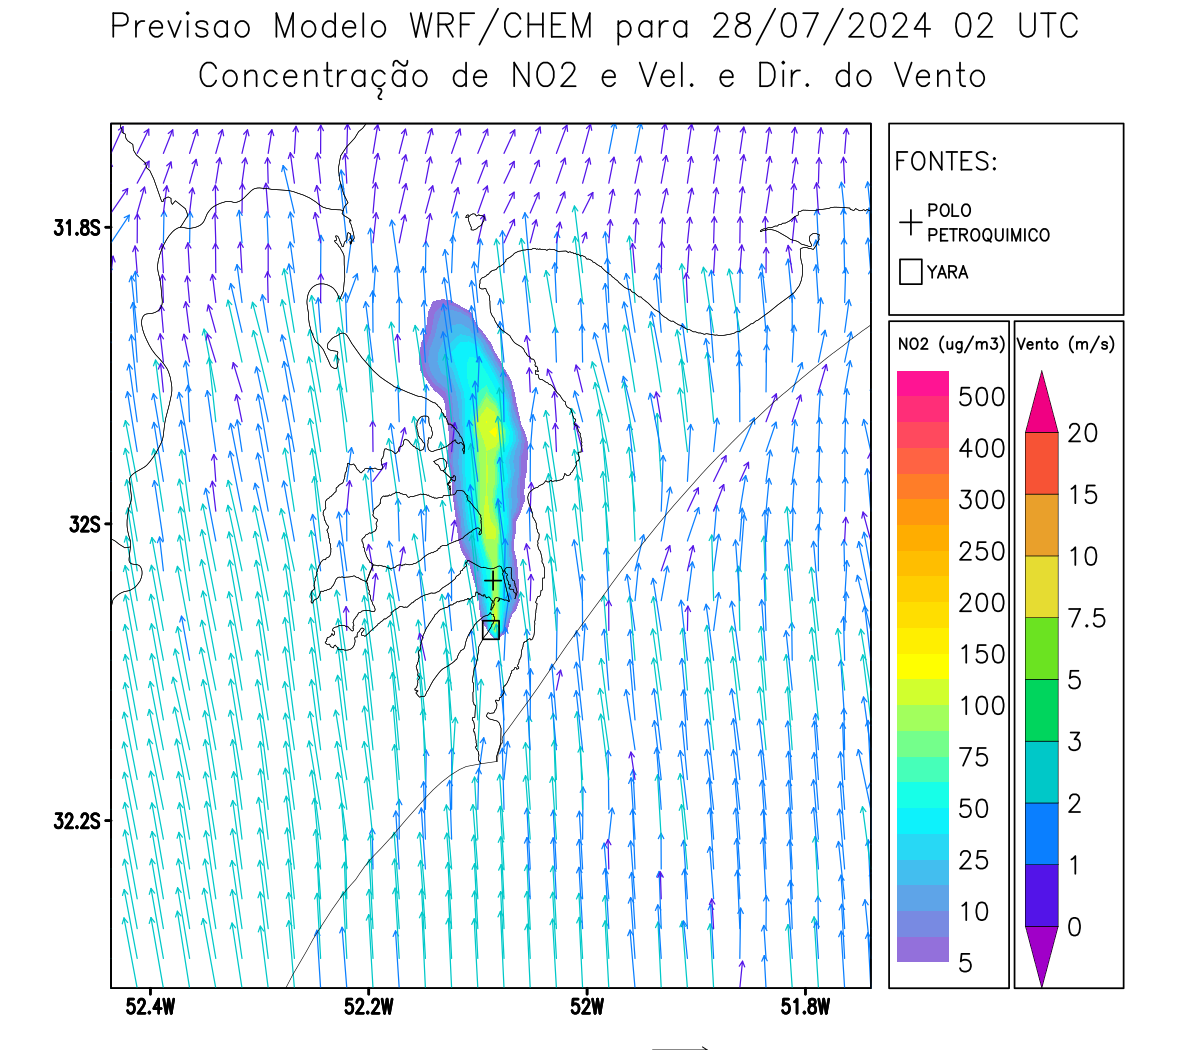 Previsao Modelo WRF/CHEM para 28/07/2024 02 UTC
Concentração de NO2 e Vel. e Dir. do Vento
FONTES:
POLO
PETROQUIMICO
YARA
NO2 (ug/m3)
500
400
300
250
200
150
100
75
50
25
10
5
Vento (m/s)
20
15
10
7.5
5
3
2
1
0
31.8S
32S
32.2S
52.4W
52.2W
52W
51.8W